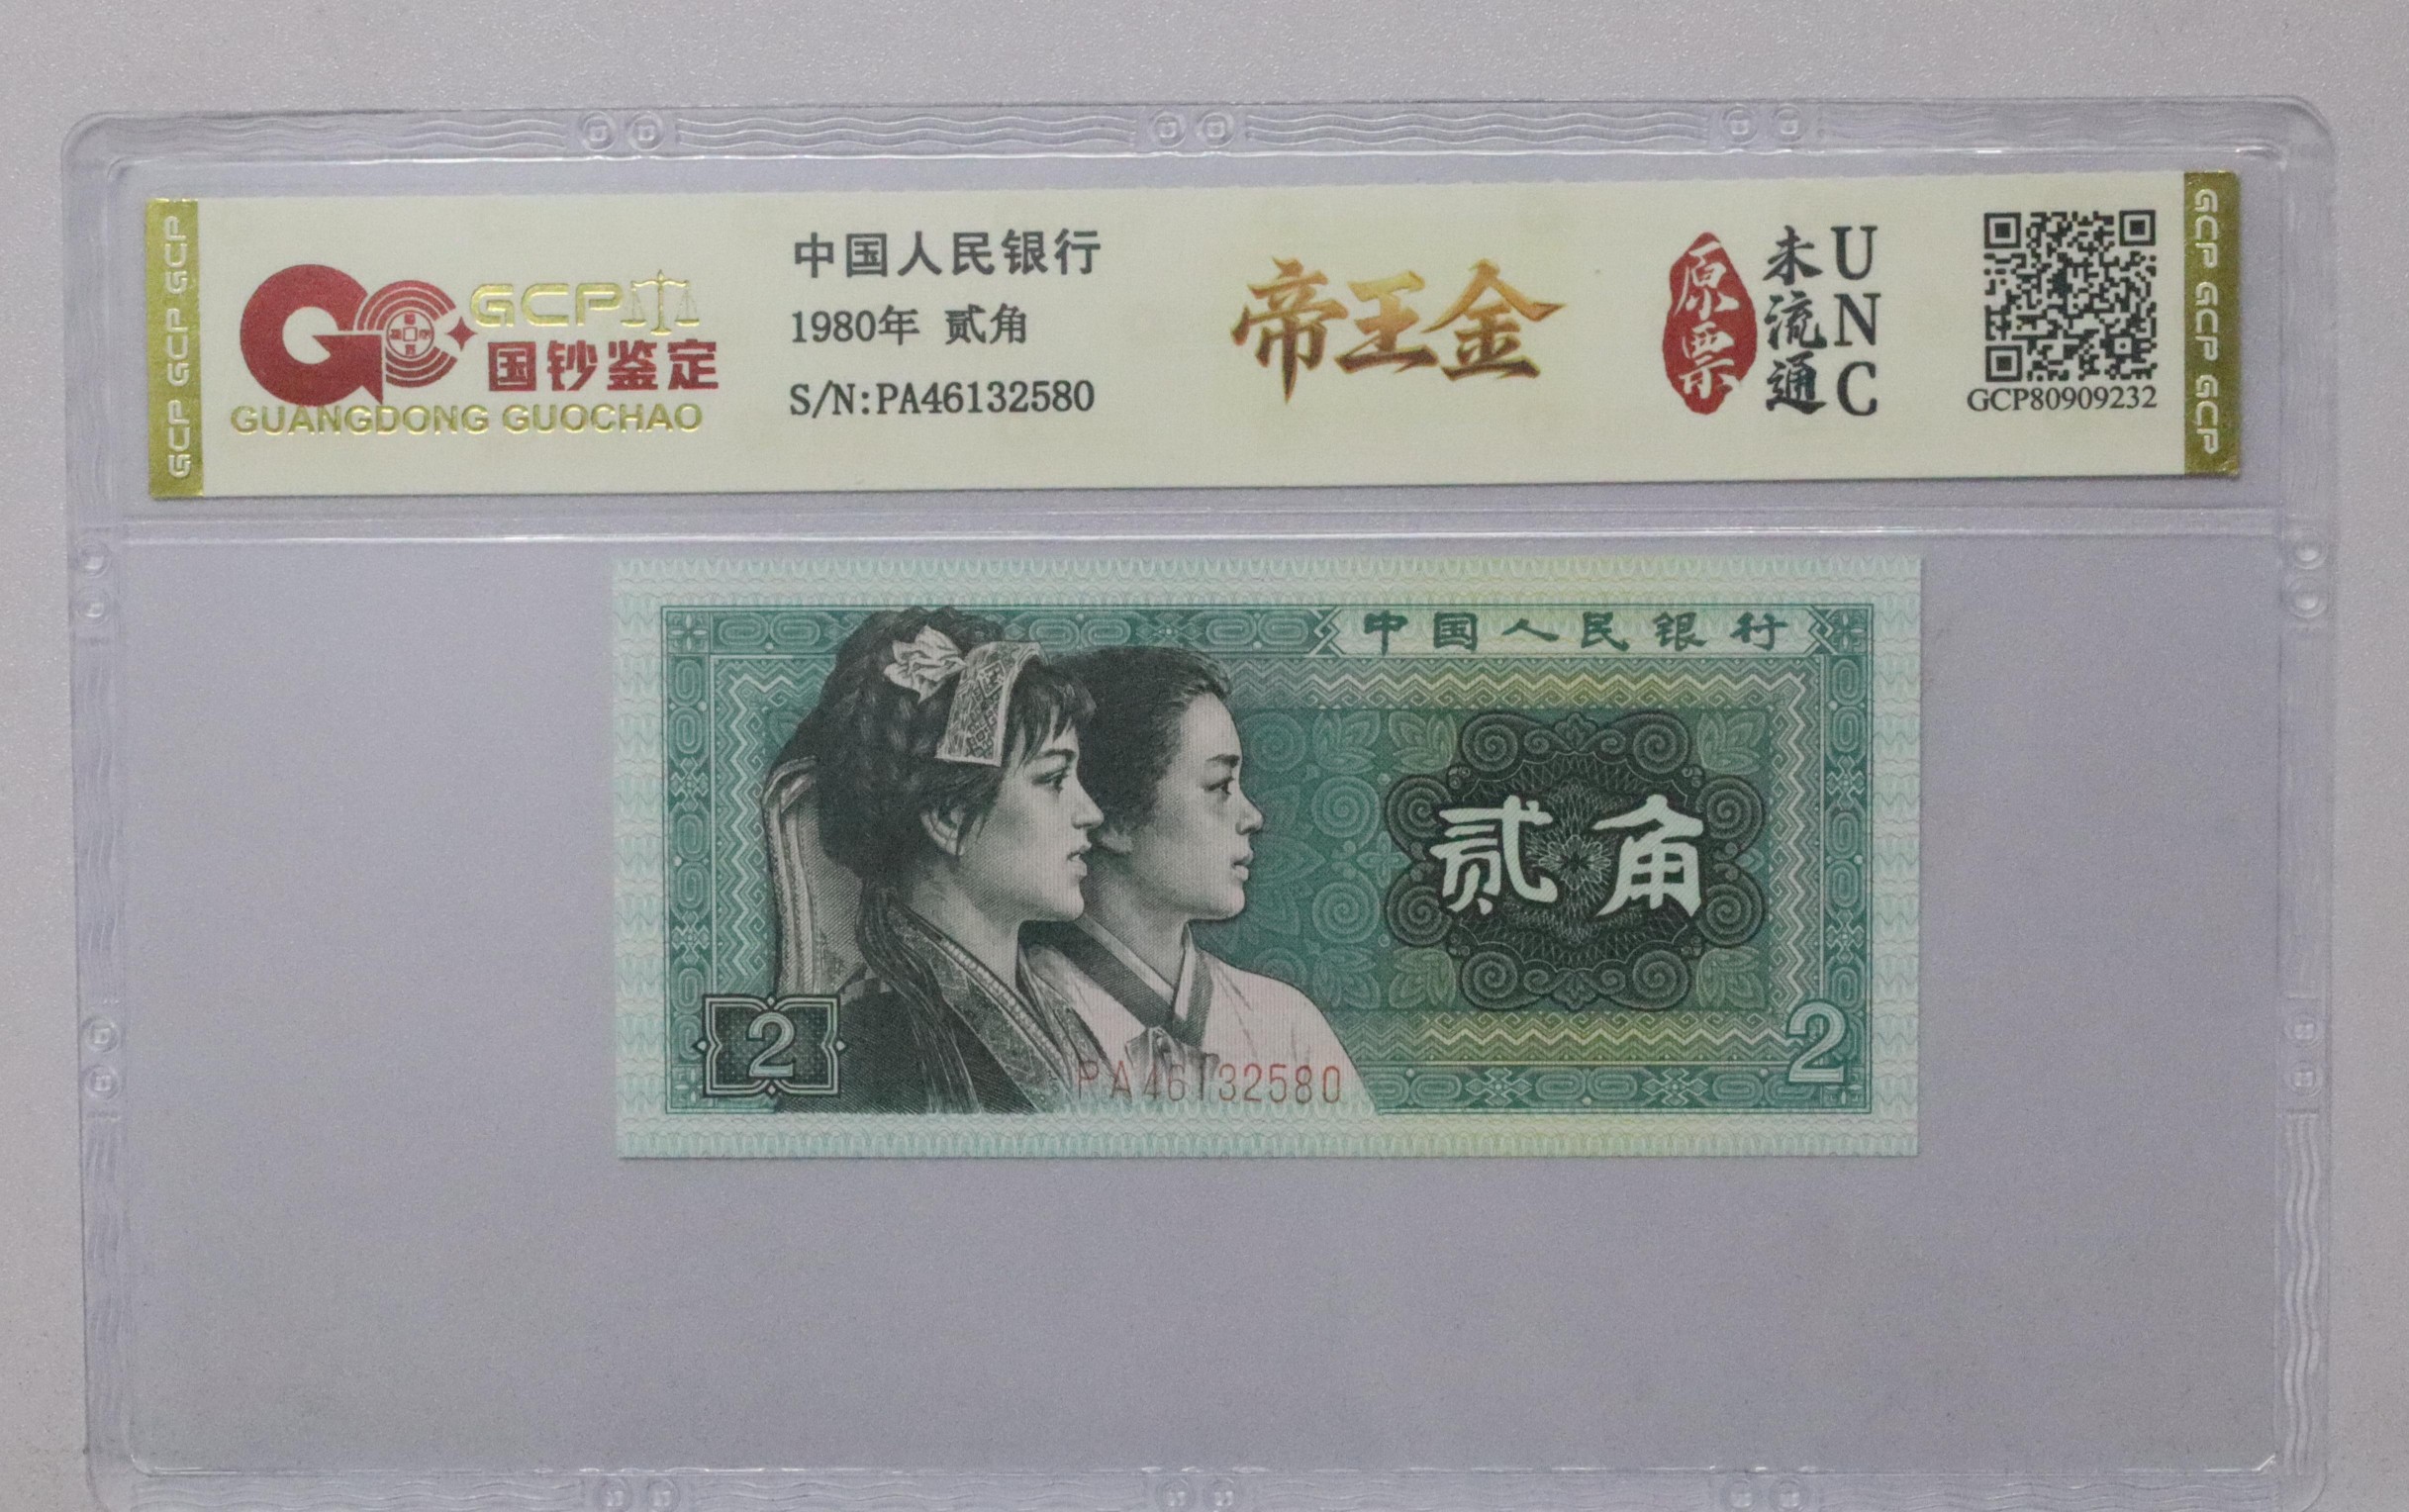 GCP GCP GCP
GCP
国钞鉴定
GUANGDONG GUOCHAO
中国人民银行
1980年 贰角
S/N:PA46132580
帝王金
原票
未流通
UNC
GCP80909232
GCP GCP GCP
中国人民银行
贰角
2
2
PA46132580